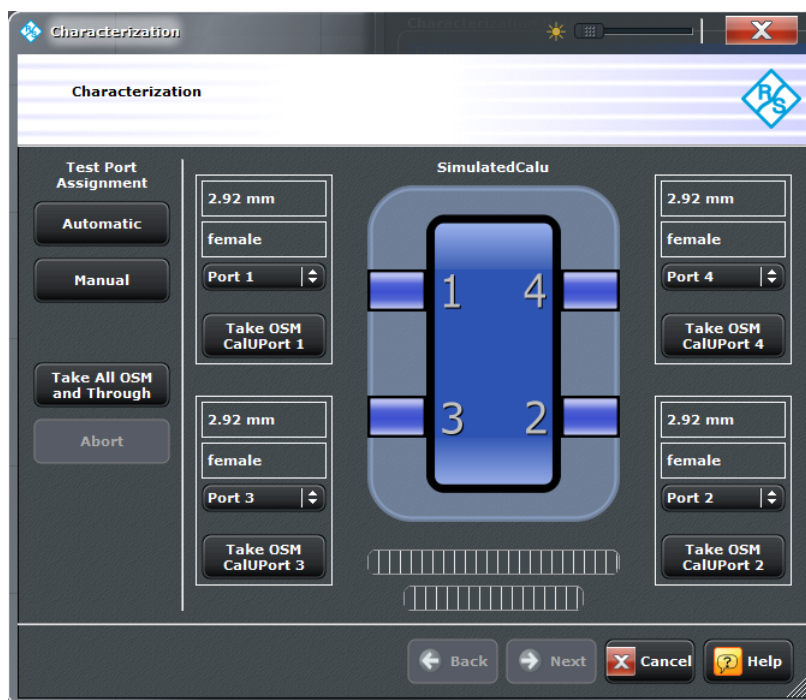 Characterization
Characterization
Characterization
R
S
Test Port
Assignment
Automatic
Manual
Take All OSM
and Through
Abort
2.92 mm
female
Port 1
Take OSM
CalUPort 1
2.92 mm
female
Port 3
Take OSM
CalUPort 3
SimulatedCalu
1
4
3
2
2.92 mm
female
Port 4
Take OSM
CalUPort 4
2.92 mm
female
Port 2
Take OSM
CalUPort 2
Back
Next
Cancel
Help